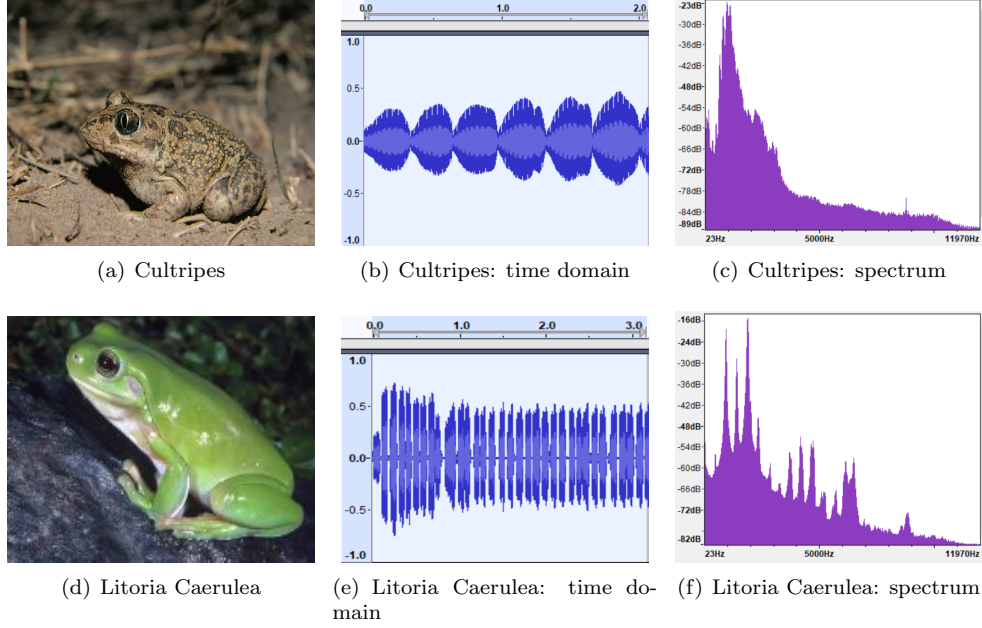 0.0 1.0 2.0
1.0
0.5
0.0
-0.5
-1.0
-23dB
-30dB
-36dB
-42dB
-48dB
-54dB
-60dB
-66dB
-72dB
-78dB
-84dB
-89dB
23Hz 5000Hz 11970Hz
(a) Cultripes
(b) Cultripes: time domain
(c) Cultripes: spectrum
0.0 1.0 2.0 3.0
1.0
0.5
0.0
-0.5
-1.0
-16dB
-24dB
-30dB
-36dB
-42dB
-48dB
-54dB
-60dB
-66dB
-72dB
-82dB
23Hz 5000Hz 11970Hz
(d) Litoria Caerulea
(e) Litoria Caerulea: time do-
main
(f) Litoria Caerulea: spectrum